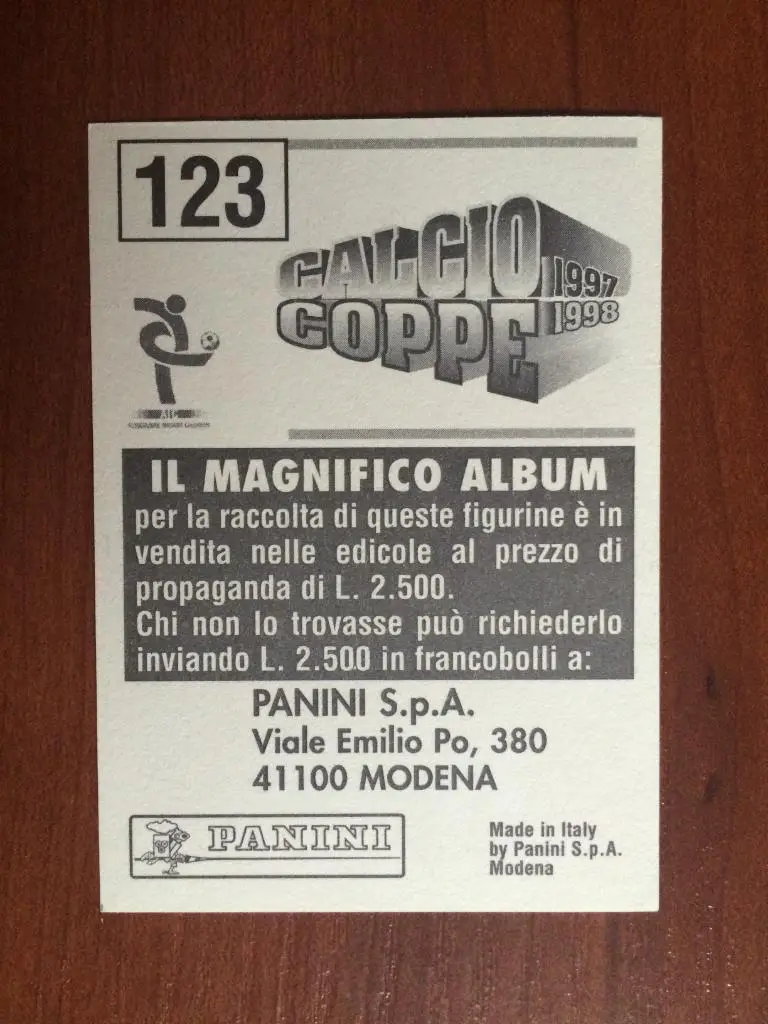 123
CALCIO
1997
COPPE
1998
AIC
IL MAGNIFICO ALBUM
per la raccolta di queste figurine è in
vendita nelle edicole al prezzo di
propaganda di L. 2.500.
Chi non lo trovasse può richiederlo
inviando L. 2.500 in francobolli a:
PANINI S.p.A.
Viale Emilio Po, 380
41100 MODENA
PANINI
Made in Italy
by Panini S.p.A.
Modena